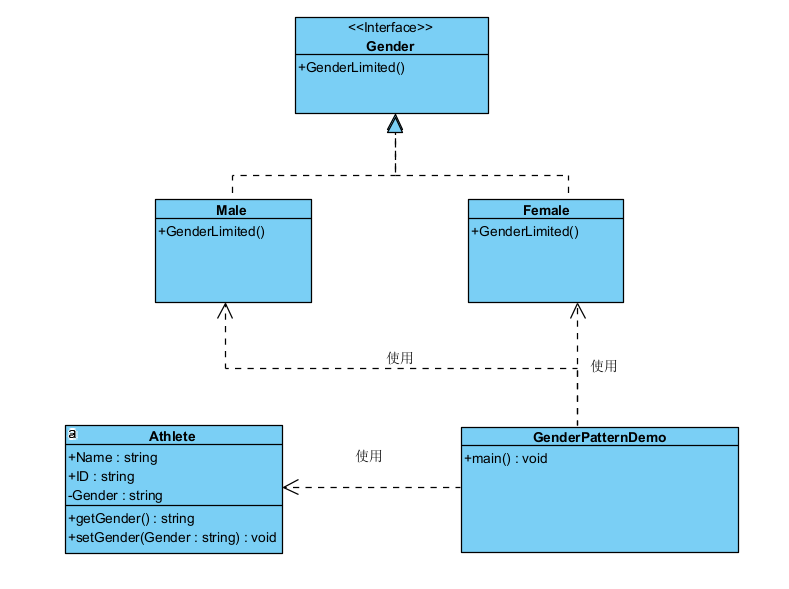 <<Interface>>
Gender
+GenderLimited()
Male
+GenderLimited()
Female
+GenderLimited()
使用
使用
a
Athlete
+Name : string
+ID : string
-Gender : string
+getGender() : string
+setGender(Gender : string) : void
使用
GenderPatternDemo
+main() : void